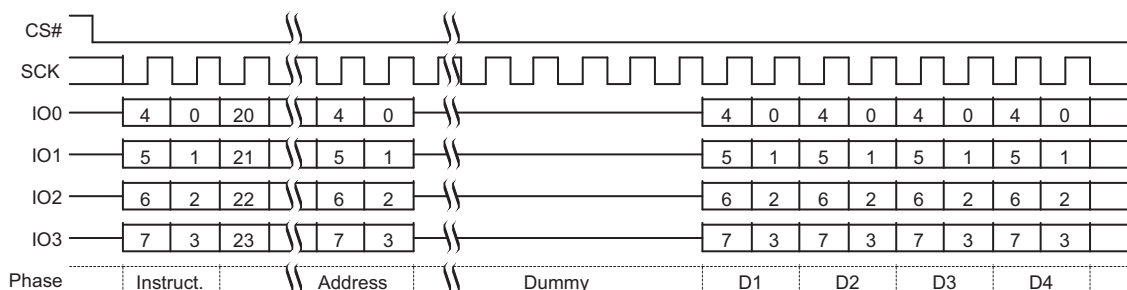 CS#
SCK
IO0 4 0 20 4 0 4 0 4 0 4 0 4 0
IO1 5 1 21 5 1 5 1 5 1 5 1 5 1
IO2 6 2 22 6 2 6 2 6 2 6 2 6 2
IO3 7 3 23 7 3 7 3 7 3 7 3 7 3
Phase Instruct. Address Dummy D1 D2 D3 D4